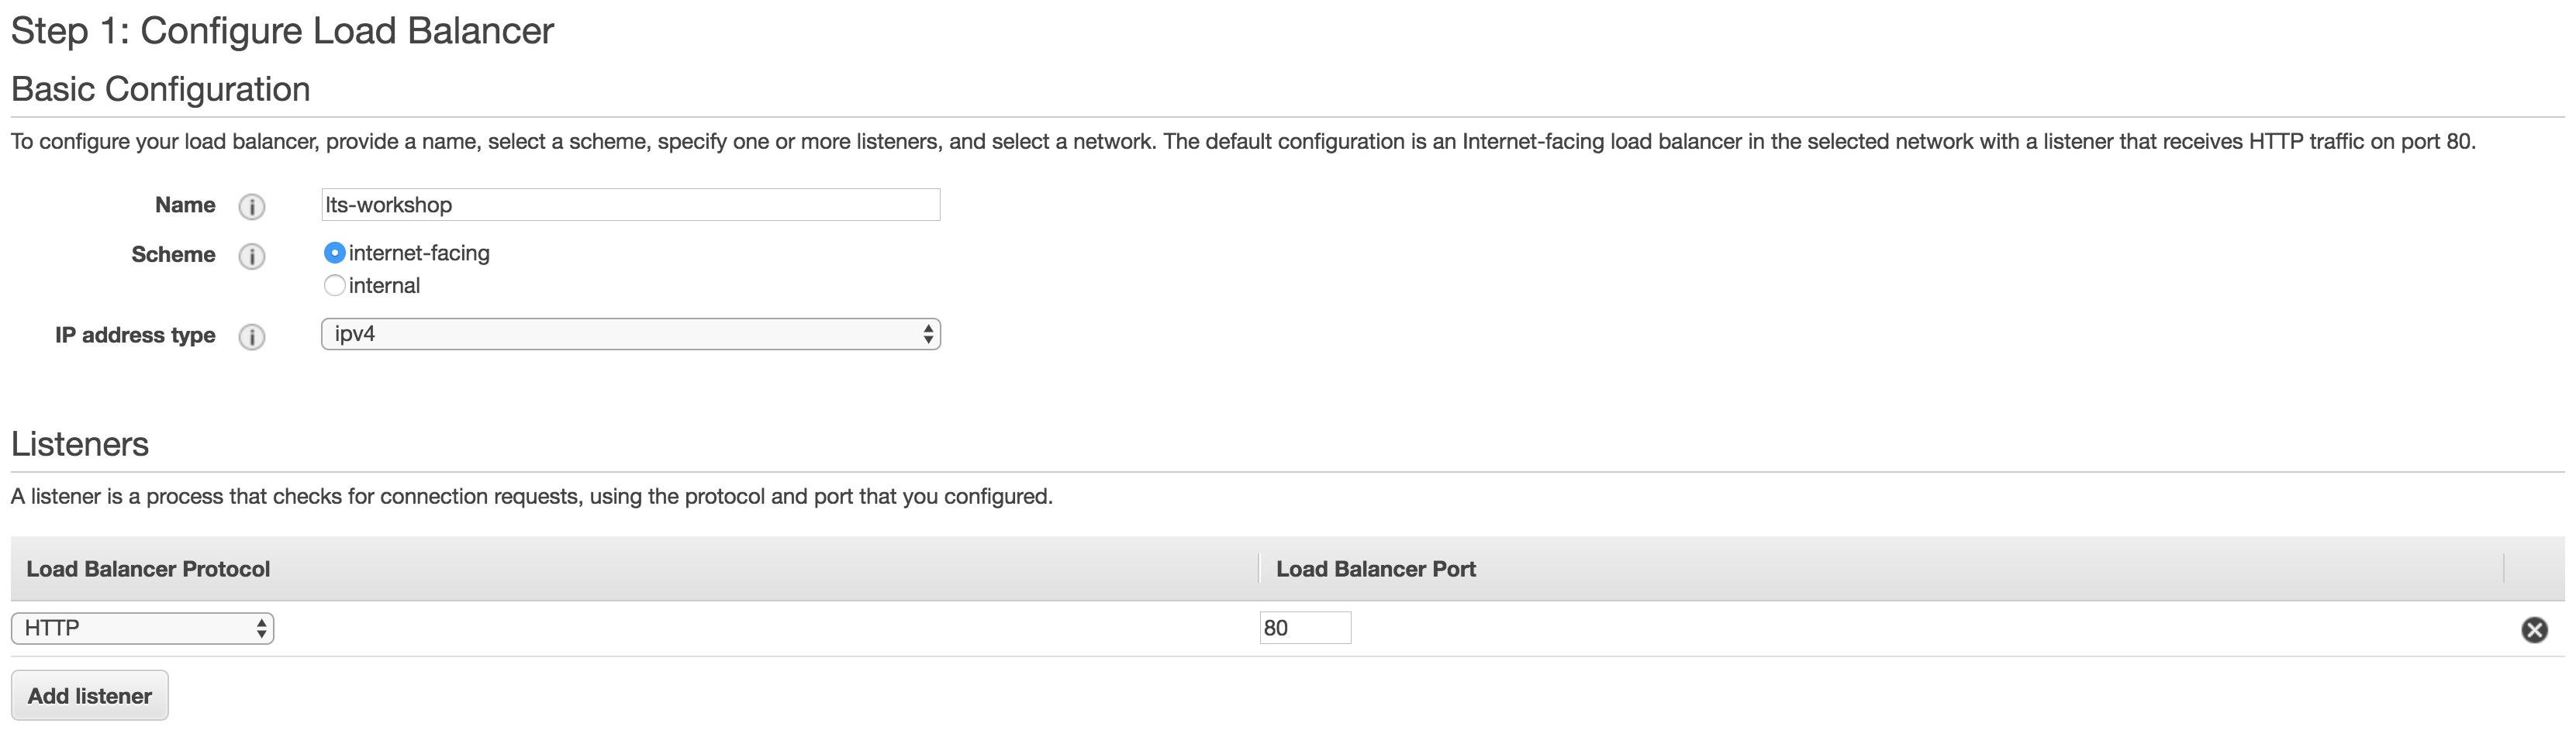 Step 1: Configure Load Balancer
Basic Configuration
To configure your load balancer, provide a name, select a scheme, specify one or more listeners, and select a network. The default configuration is an Internet-facing load balancer in the selected network with a listener that receives HTTP traffic on port 80.
Name i lts-workshop
Scheme i internet-facing
internal
IP address type i ipv4
Listeners
A listener is a process that checks for connection requests, using the protocol and port that you configured.
Load Balancer Protocol Load Balancer Port
HTTP 80
Add listener